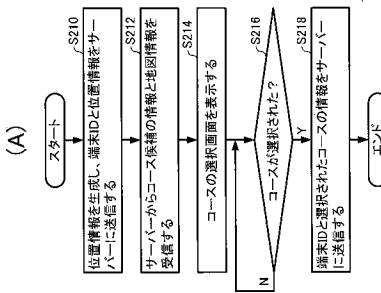 (A)
スタート
S210
位置情報を生成し、端末IDと位置情報をサー
バーに送信する
S212
サーバーからコース候補の情報と地図情報を
受信する
S214
コースの選択画面を表示する
S216
コースが選択された？
N
Y
S218
端末IDと選択されたコースの情報をサーバー
に送信する
エンド